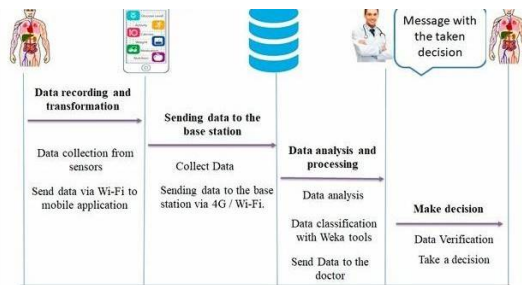 Message with
the taken
decision
Data recording and
transformation
Data collection from
sensors
Send data via Wi-Fi to
mobile application
Sending data to the
base station
Collect Data
Sending data to the base
station via 4G / Wi-Fi.
Data analysis and
processing
Data analysis
Data classification
with Weka tools
Send Data to the
doctor
Make decision
Data Verification
Take a decision